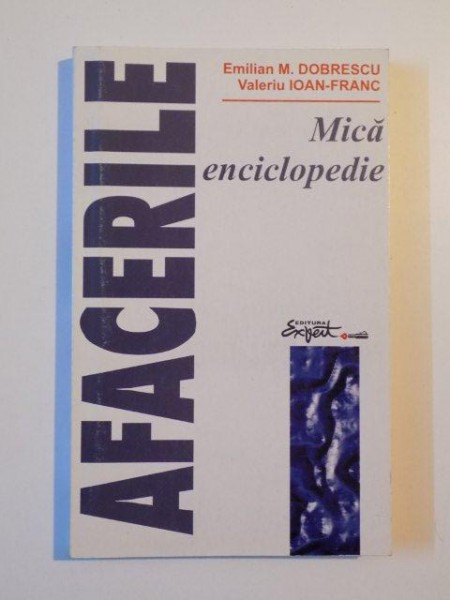 Emilian M. DOBRESCU
Valeriu IOAN-FRANC
AFACERILE
Mică
enciclopedie
EDITURA
Expert